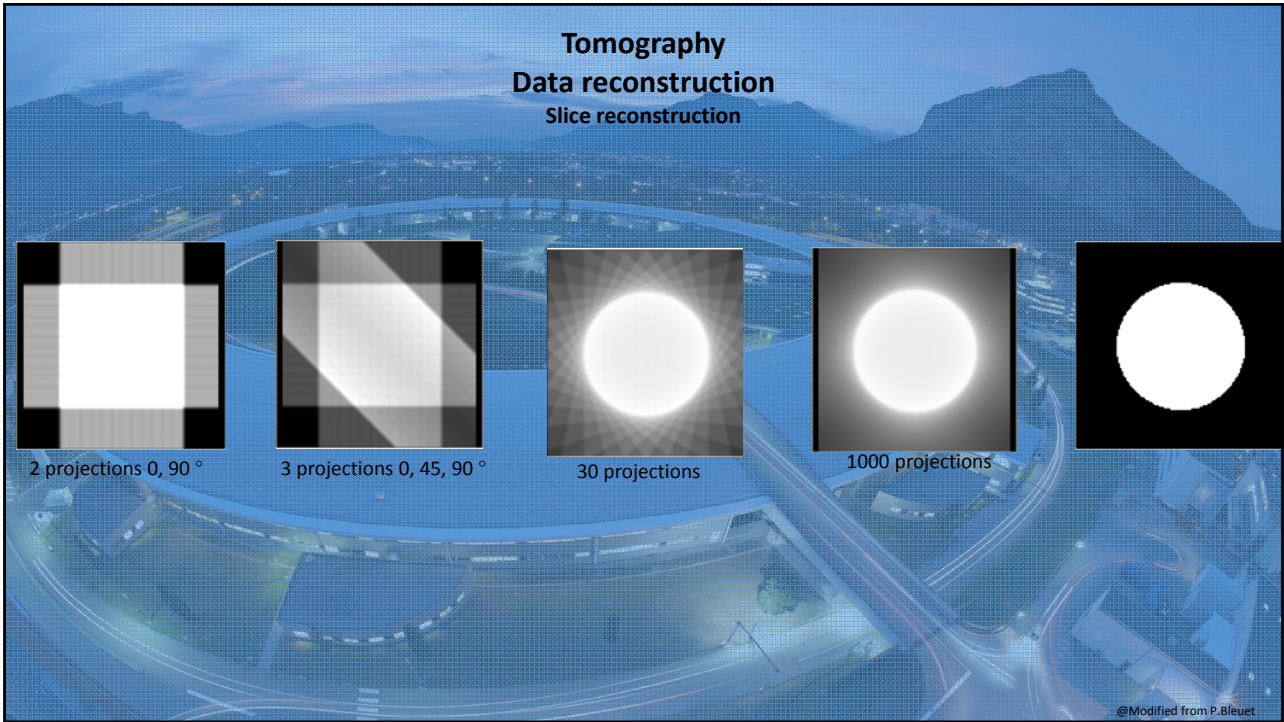 Tomography
Data reconstruction
Slice reconstruction
2 projections 0, 90 °
3 projections 0, 45, 90 °
30 projections
1000 projections
@Modified from P.Bleuet